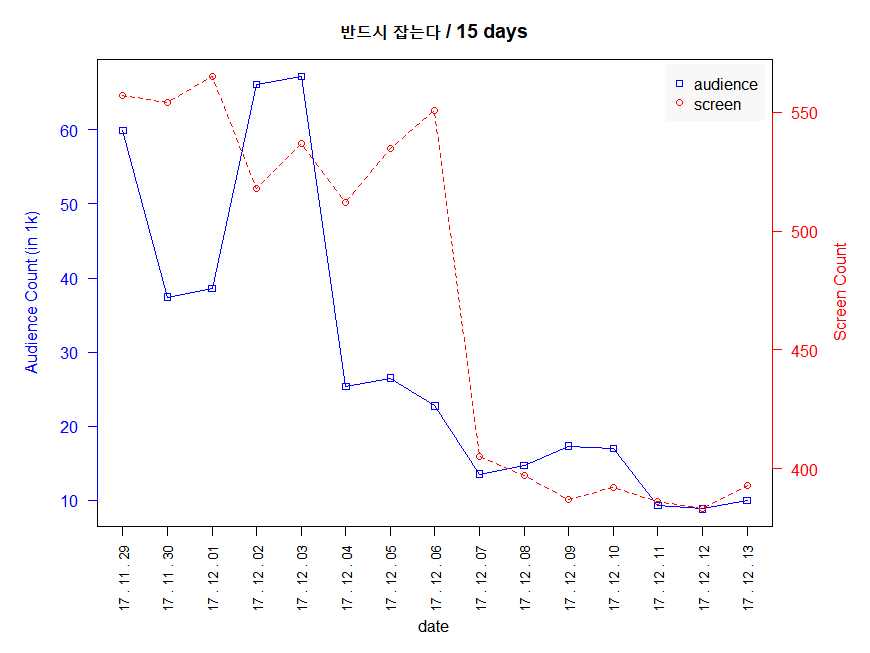 반드시 잡는다 / 15 days
audience
screen
Audience Count (in 1k)
60
50
40
30
20
10
550
500
450
400
Screen Count
17 . 11 . 29
17 . 11 . 30
17 . 12 . 01
17 . 12 . 02
17 . 12 . 03
17 . 12 . 04
17 . 12 . 05
17 . 12 . 06
17 . 12 . 07
17 . 12 . 08
17 . 12 . 09
17 . 12 . 10
17 . 12 . 11
17 . 12 . 12
17 . 12 . 13
date